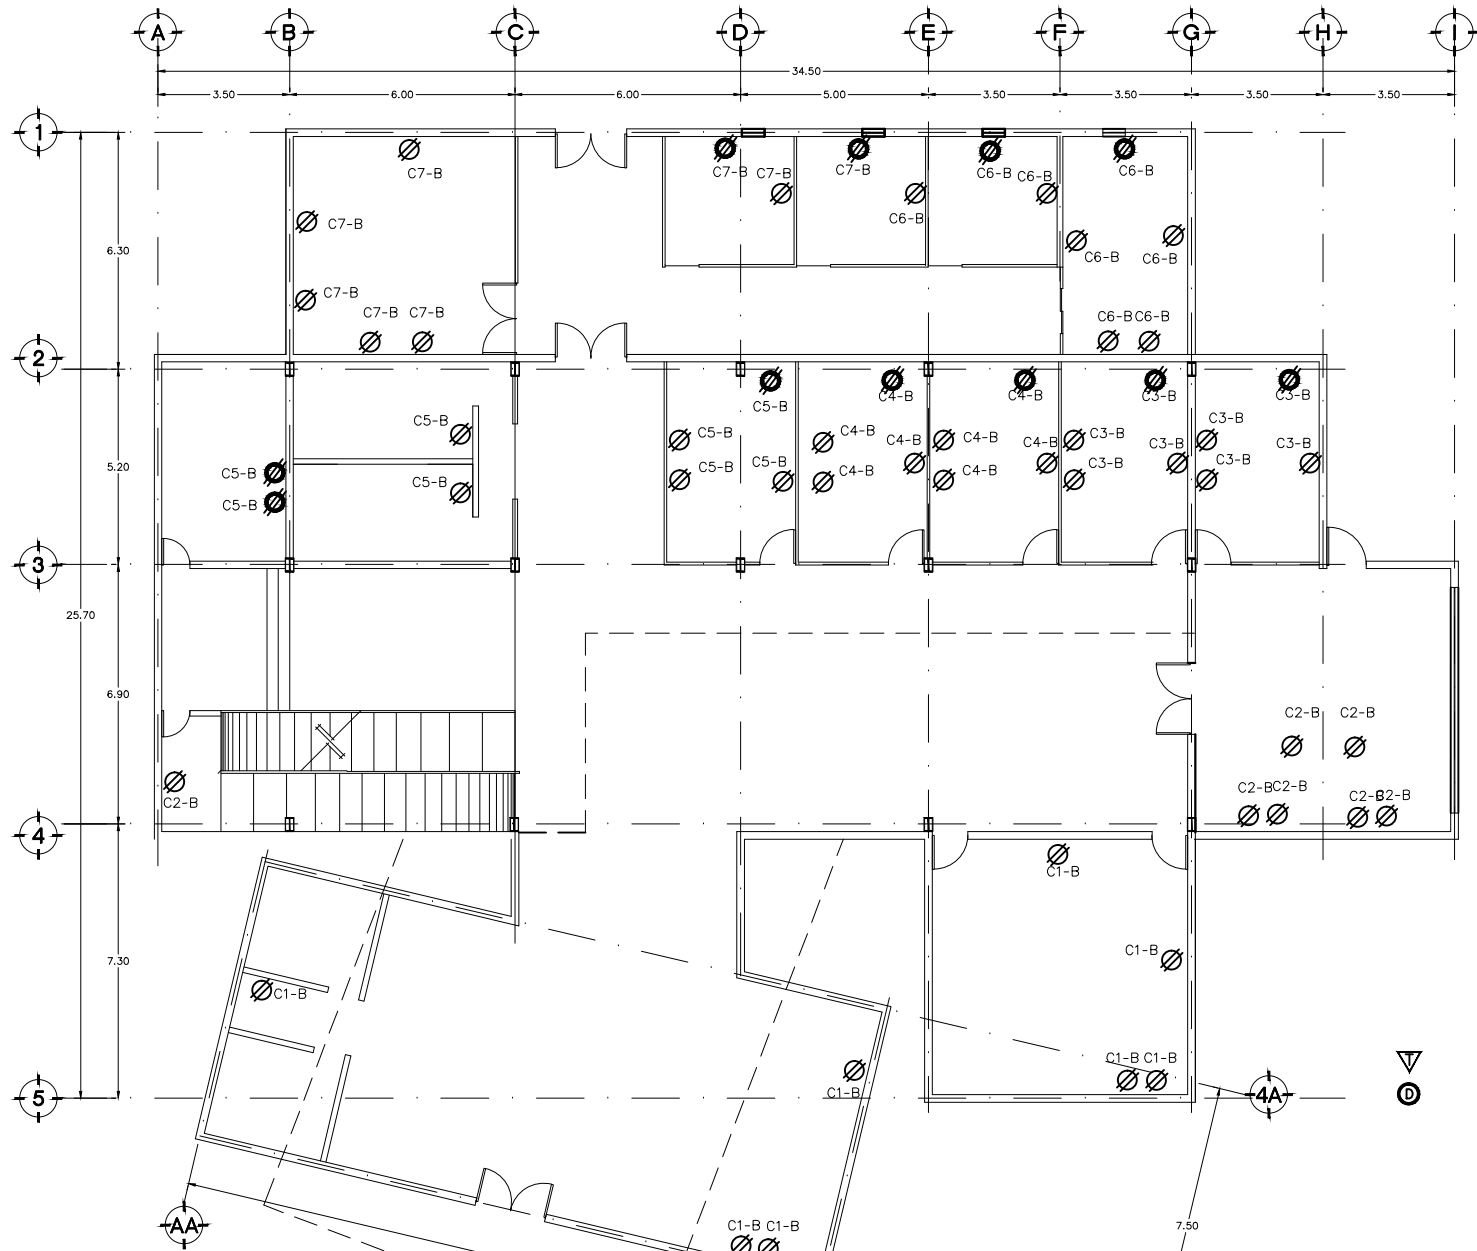 A B C D E F G H I
34.50
3.50 6.00 6.00 5.00 3.50 3.50 3.50 3.50
1
C7-B
C7-B C7-B C7-B C6-B C6-B C6-B
C7-B C6-B
6.30
C6-B C6-B
C7-B
C7-B C7-B C6-B C6-B
2
C5-B C4-B C4-B C3-B C3-B
C5-B C5-B C4-B C4-B C4-B C4-B C3-B C3-B C3-B C3-B
5.20
C5-B C5-B C5-B C4-B C4-B C3-B C3-B
C5-B
C5-B
3
25.70
6.90
C2-B C2-B
C2-B C2-B
C2-B C2-B C2-B
4
C1-B
7.30
C1-B
C1-B
T
C1-B C1-B
C1-B
D
5
4A
AA
C1-B C1-B
7.50